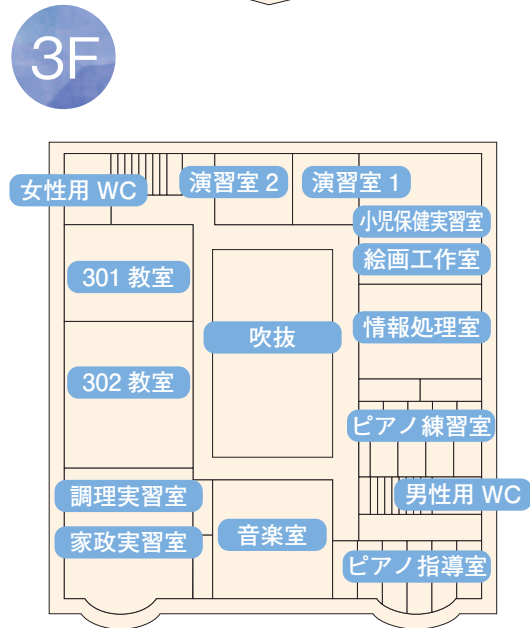 3F
女性用 WC
演習室 2
演習室 1
小児保健実習室
絵画工作室
301 教室
吹抜
情報処理室
302 教室
ピアノ練習室
調理実習室
男性用 WC
家政実習室
音楽室
ピアノ指導室